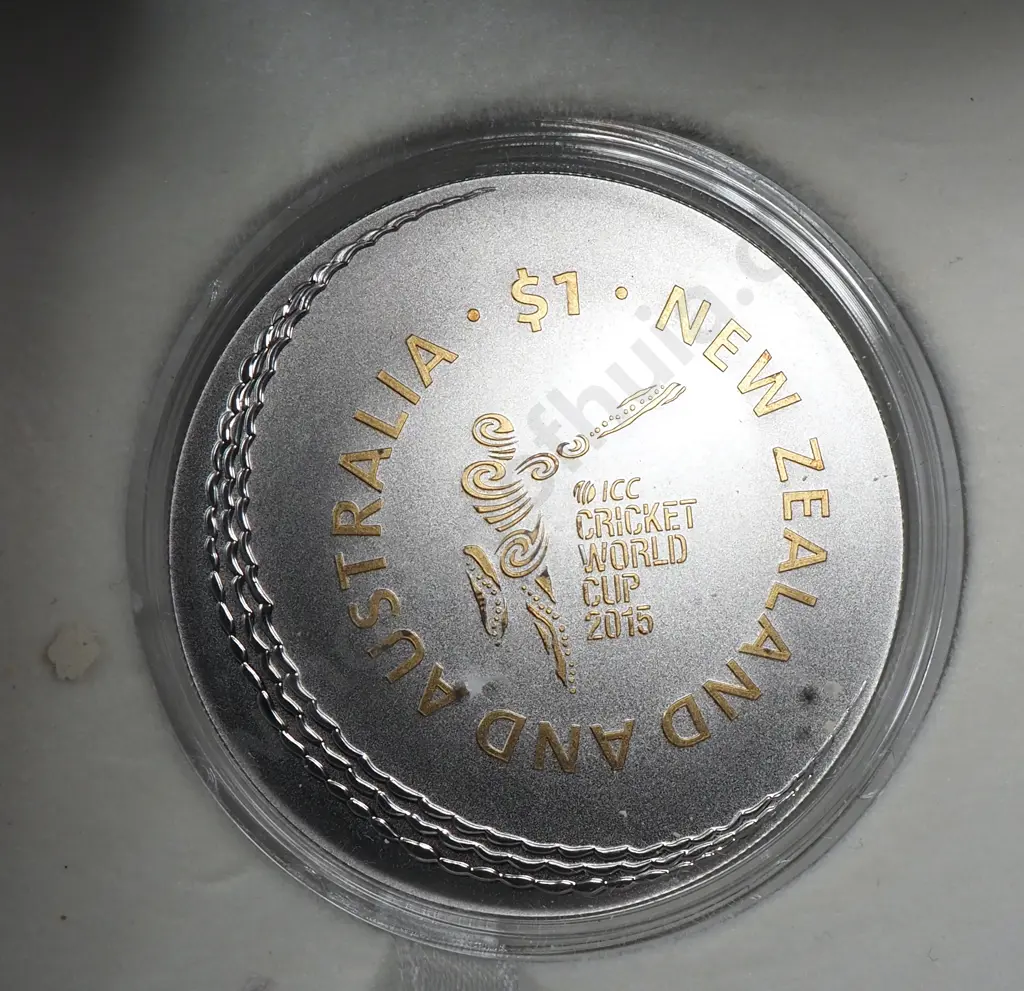 · $1 · NEW ZEALAND AND AUSTRALIA
ICC
CRICKET
WORLD
CUP
2015